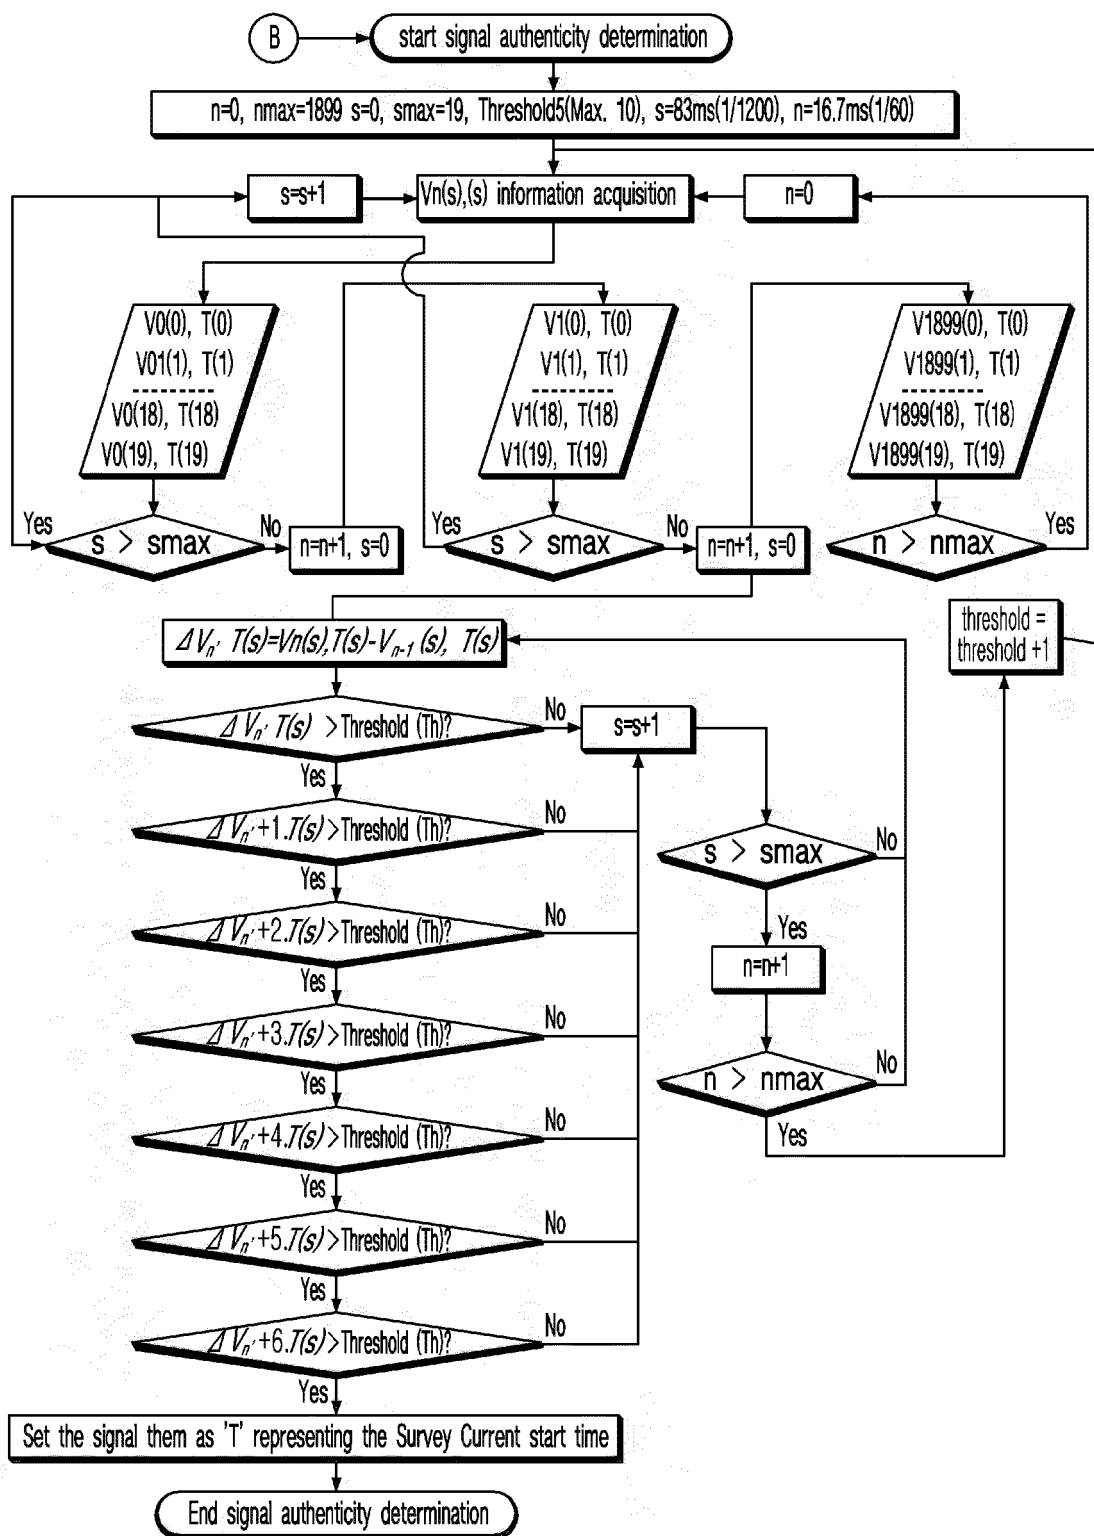 B
start signal authenticity determination
n=0, nmax=1899 s=0, smax=19, Threshold5(Max. 10), s=83ms(1/1200), n=16.7ms(1/60)
s=s+1
Vn(s),(s) information acquisition
n=0
V0(0), T(0)
V01(1), T(1)
V0(18), T(18)
V0(19), T(19)
V1(0), T(0)
V1(1), T(1)
V1(18), T(18)
V1(19), T(19)
V1899(0), T(0)
V1899(1), T(1)
V1899(18), T(18)
V1899(19), T(19)
Yes
s > smax
No
n=n+1, s=0
Yes
s > smax
No
n=n+1, s=0
n > nmax
Yes
ΔVn, T(s)=Vn(s),T(s)-Vn-1(s), T(s)
threshold =
threshold +1
ΔVn, T(s) >Threshold (Th)?
No
s=s+1
Yes
ΔVn,+1.T(s)>Threshold (Th)?
No
s > smax
No
Yes
ΔVn,+2.T(s)>Threshold (Th)?
No
Yes
n=n+1
Yes
ΔVn,+3.T(s)>Threshold (Th)?
No
n > nmax
No
Yes
ΔVn,+4.T(s)>Threshold (Th)?
No
Yes
Yes
ΔVn,+5.T(s)>Threshold (Th)?
No
Yes
ΔVn,+6.T(s)>Threshold (Th)?
No
Yes
Set the signal them as 'T' representing the Survey Current start time
End signal authenticity determination